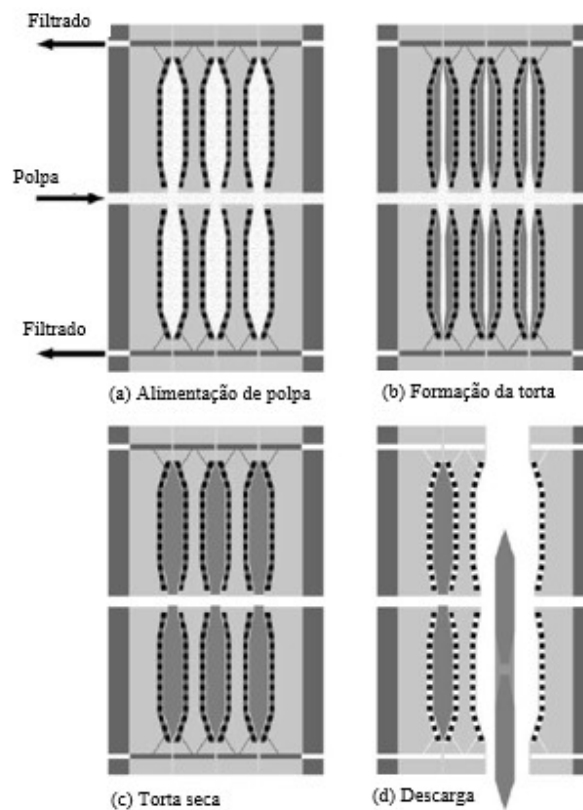 Filtrado
Polpa
Filtrado
(a) Alimentação de polpa
(b) Formação da torta
(c) Torta seca
(d) Descarga